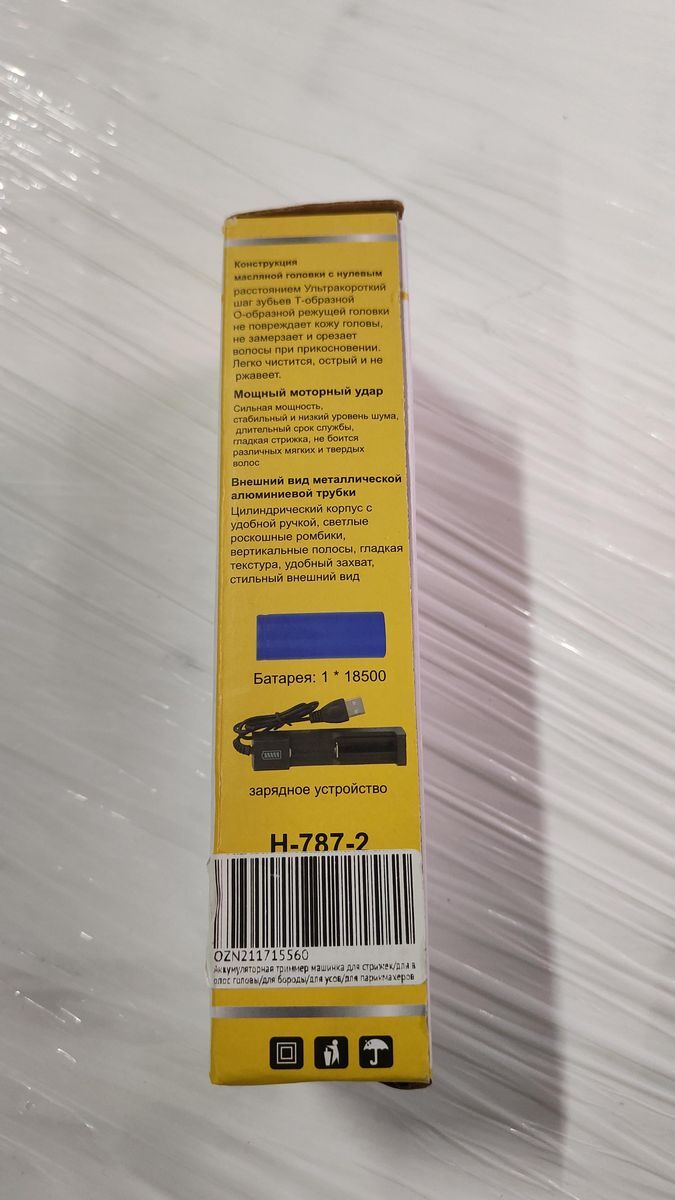 Конструкция
масляной головки с нулевым
расстоянием Ультракороткий
шаг зубьев Т-образной
О-образной режущей головки
не повреждает кожу головы,
не замерзает и срезает
волосы при прикосновении.
Легко чистится, острый и не
ржавеет.
Мощный моторный удар
Сильная мощность,
стабильный и низкий уровень шума,
длительный срок службы,
гладкая стрижка, не боится
различных мягких и твердых
волос
Внешний вид металлической
алюминиевой трубки
Цилиндрический корпус с
удобной ручкой, светлые
роскошные ромбики,
вертикальные полосы, гладкая
текстура, удобный захват,
стильный внешний вид
Батарея: 1 * 18500
зарядное устройство
H-787-2
OZN211715560
Аккумуляторная триммер машинка для стрижек/для в
олос головы/для бороды/для усов/для парикмахеров